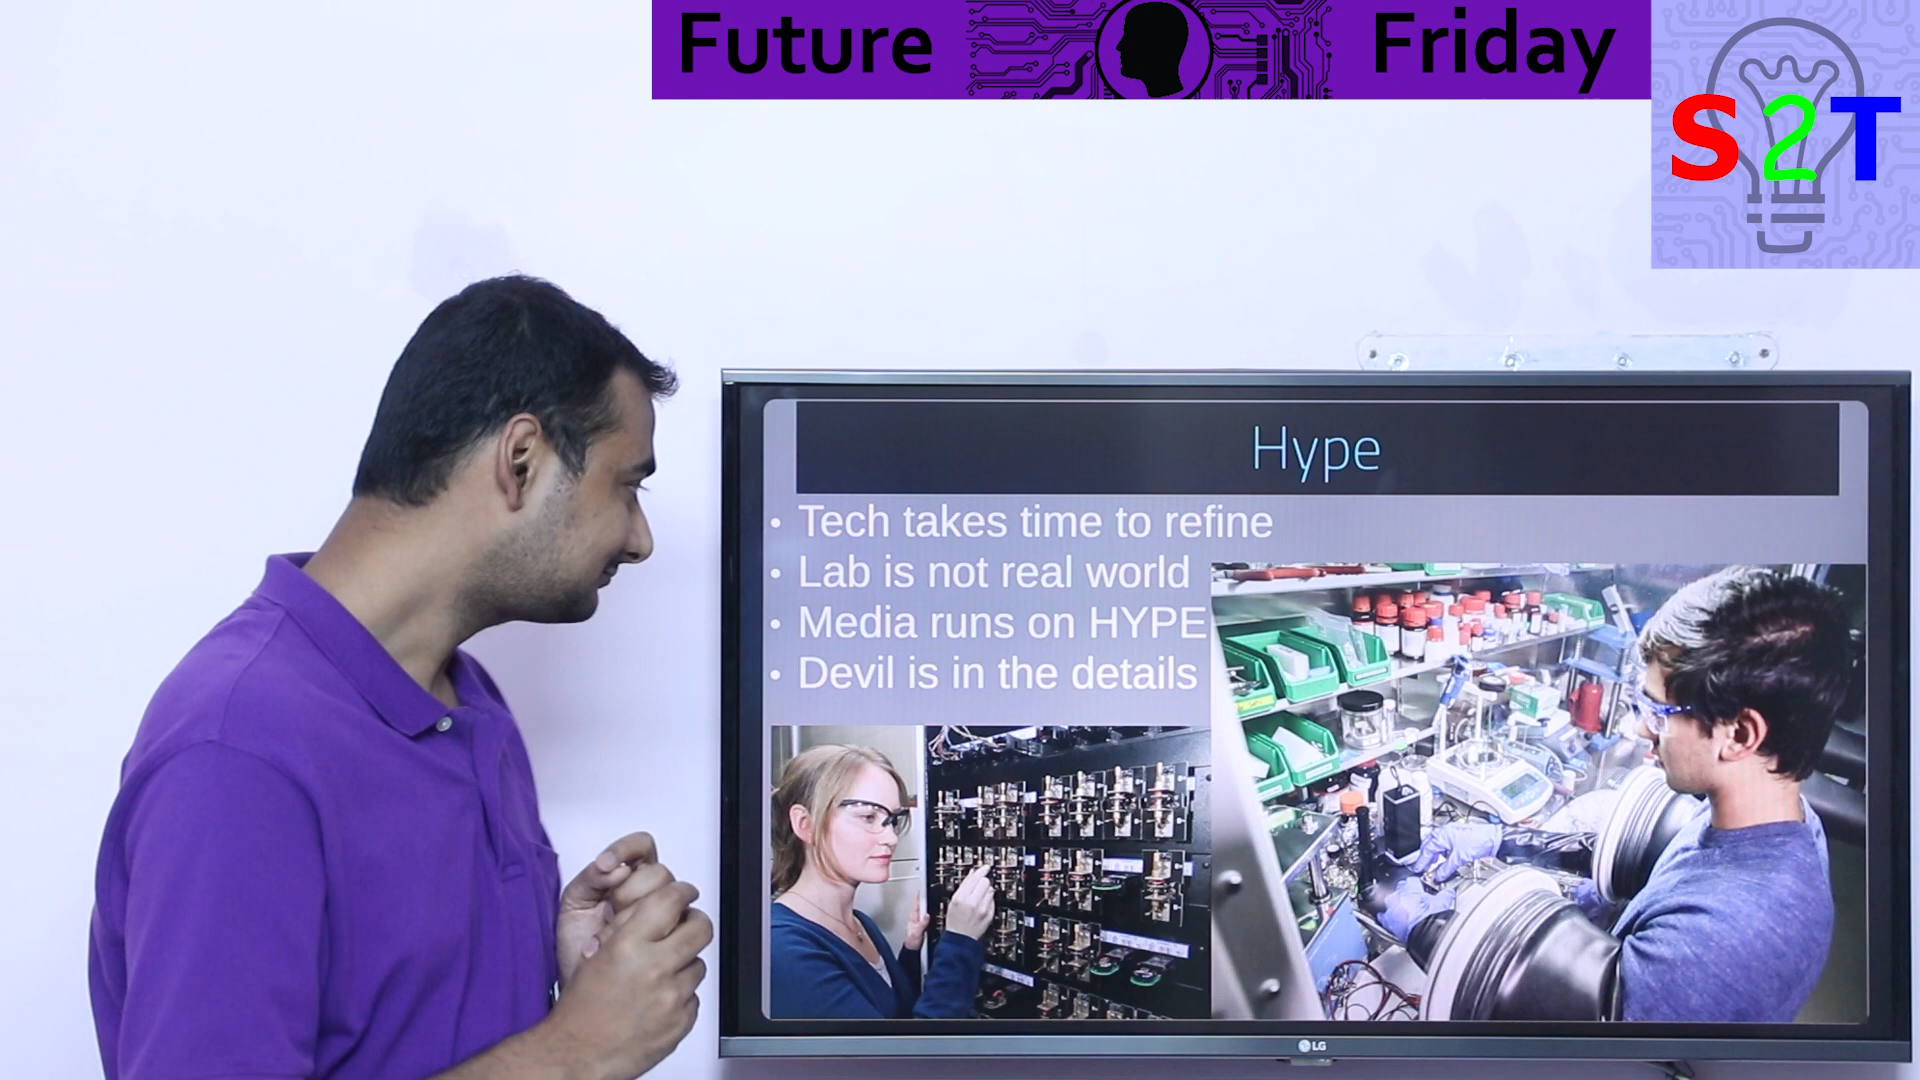 Future Friday
S2T
Hype
• Tech takes time to refine
• Lab is not real world
• Media runs on HYPE
• Devil is in the details
LG